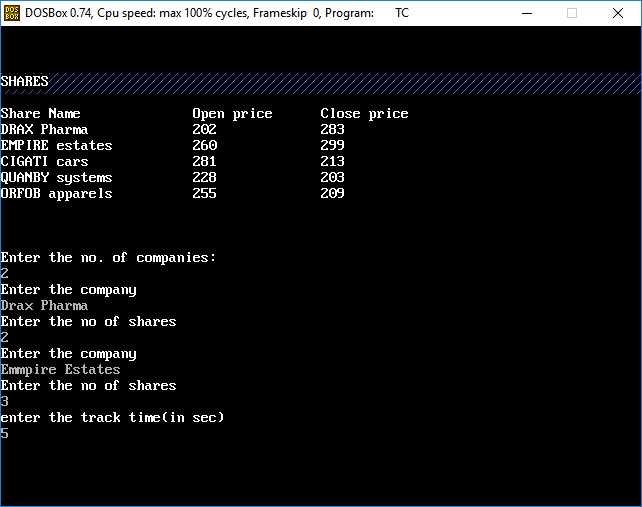 DOS BOX DOSBox 0.74, Cpu speed: max 100% cycles, Frameskip 0, Program: TC
SHARES
Share Name Open price Close price
DRAX Pharma 202 283
EMPIRE estates 260 299
CIGATI cars 281 213
QUANBY systems 228 203
ORFOB apparels 255 209
Enter the no. of companies:
2
Enter the company
Drax Pharma
Enter the no of shares
2
Enter the company
Emmpire Estates
Enter the no of shares
3
enter the track time(in sec)
5